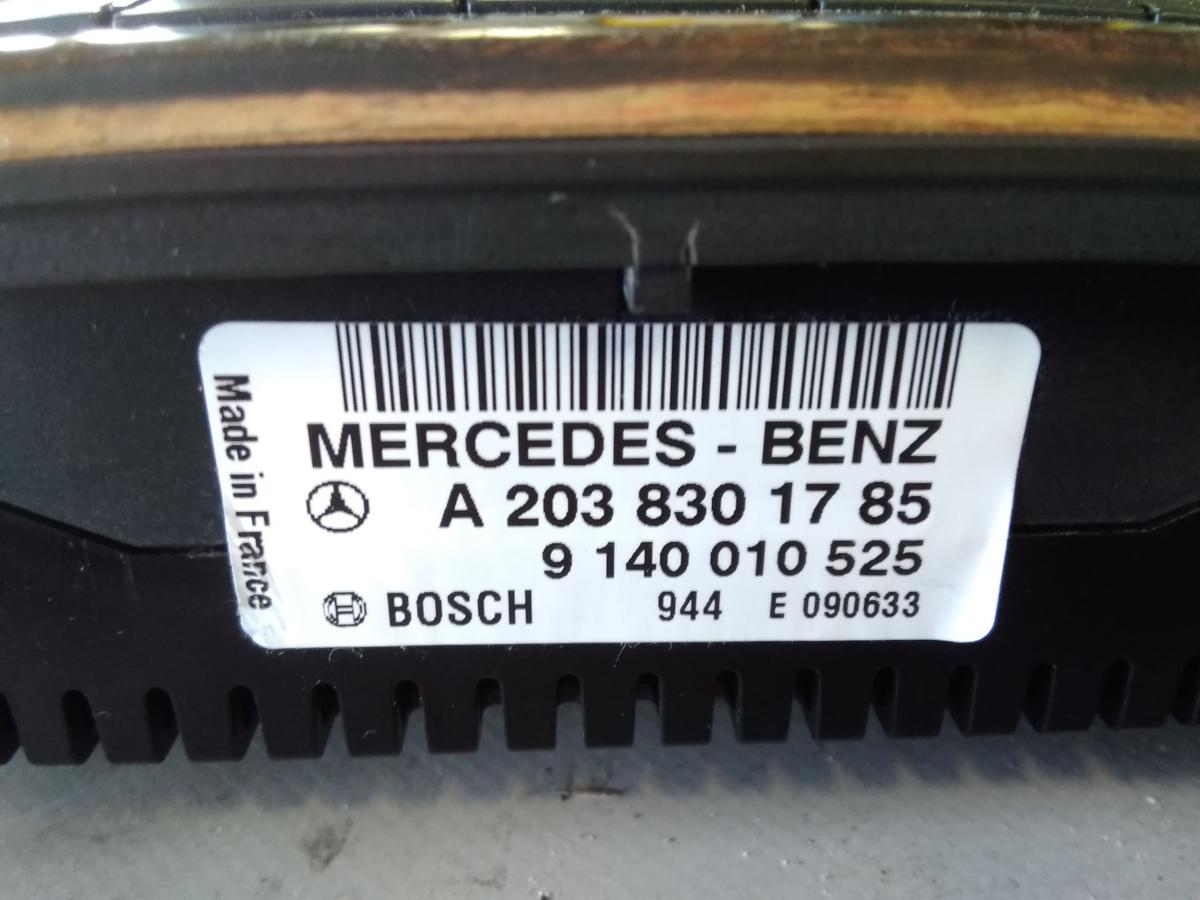 Made in France
MERCEDES - BENZ
A 203 830 17 85
9 140 010 525
BOSCH 944 E 090633